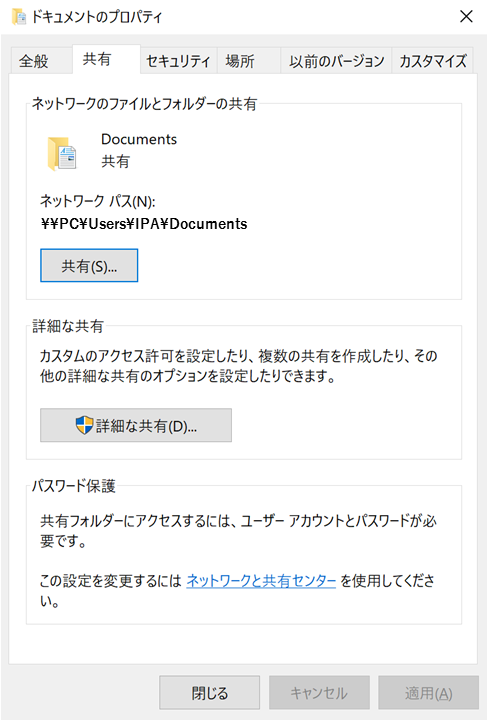 ドキュメントのプロパティ
全般 共有 セキュリティ 場所 以前のバージョン カスタマイズ
ネットワークのファイルとフォルダーの共有
Documents
共有
ネットワーク パス(N):
¥¥PC¥Users¥IPA¥Documents
共有(S)...
詳細な共有
カスタムのアクセス許可を設定したり、複数の共有を作成したり、その
他の詳細な共有のオプションを設定したりできます。
詳細な共有(D)...
パスワード保護
共有フォルダーにアクセスするには、ユーザー アカウントとパスワードが必
要です。
この設定を変更するには ネットワークと共有センター を使用してくださ
い。
閉じる キャンセル 適用(A)